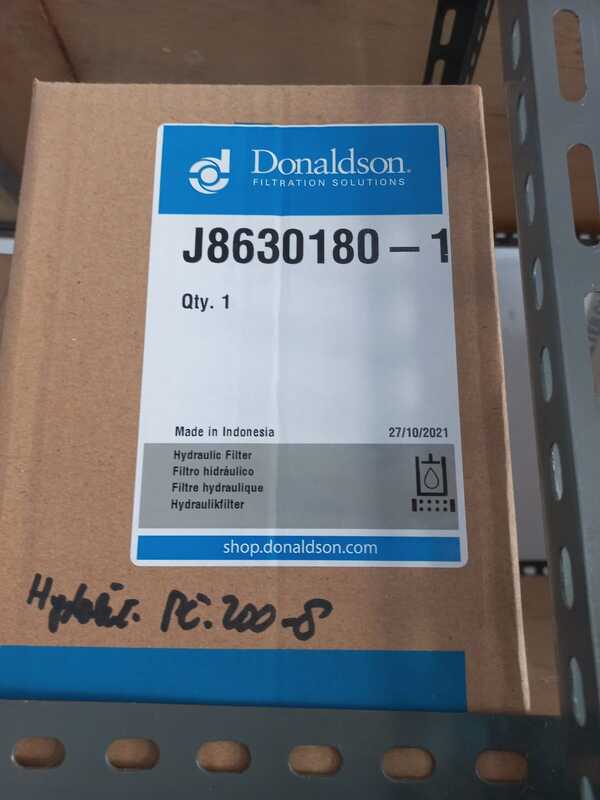 Donaldson®
FILTRATION SOLUTIONS
J8630180-1
Qty. 1
Made in Indonesia 27/10/2021
Hydraulic Filter
Filtro hidráulico
Filtre hydraulique
Hydraulikfilter
shop.donaldson.com
PC. 200-8